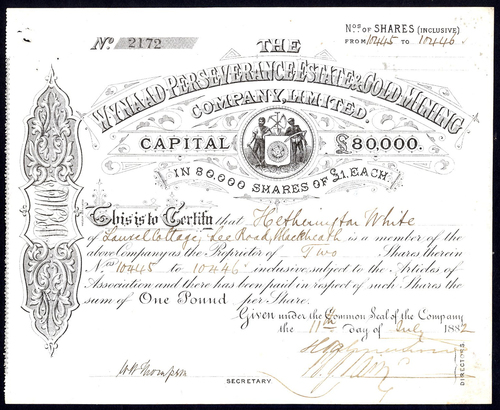 Nº 2172
Nos. OF SHARES (INCLUSIVE)
FROM 10445 TO 10446
THE
WYNAAD PERSEVERANCE ESTATE & GOLD MINING
COMPANY, LIMITED.
CAPITAL £80,000.
IN 80,000 SHARES OF £1. EACH
This is to Certify that Hetherington White
of Laurel Cottage, Lee Road, Blackheath is a member of the
above Company as the Proprietor of Two Shares therein
Nos 10445 to 10446 inclusive subject to the Articles of
Association and there has been paid in respect of such Shares the
sum of One Pound per Share.
Given under the Common Seal of the Company
the 11th day of July 1882
W W Thompson
SECRETARY
DIRECTORS